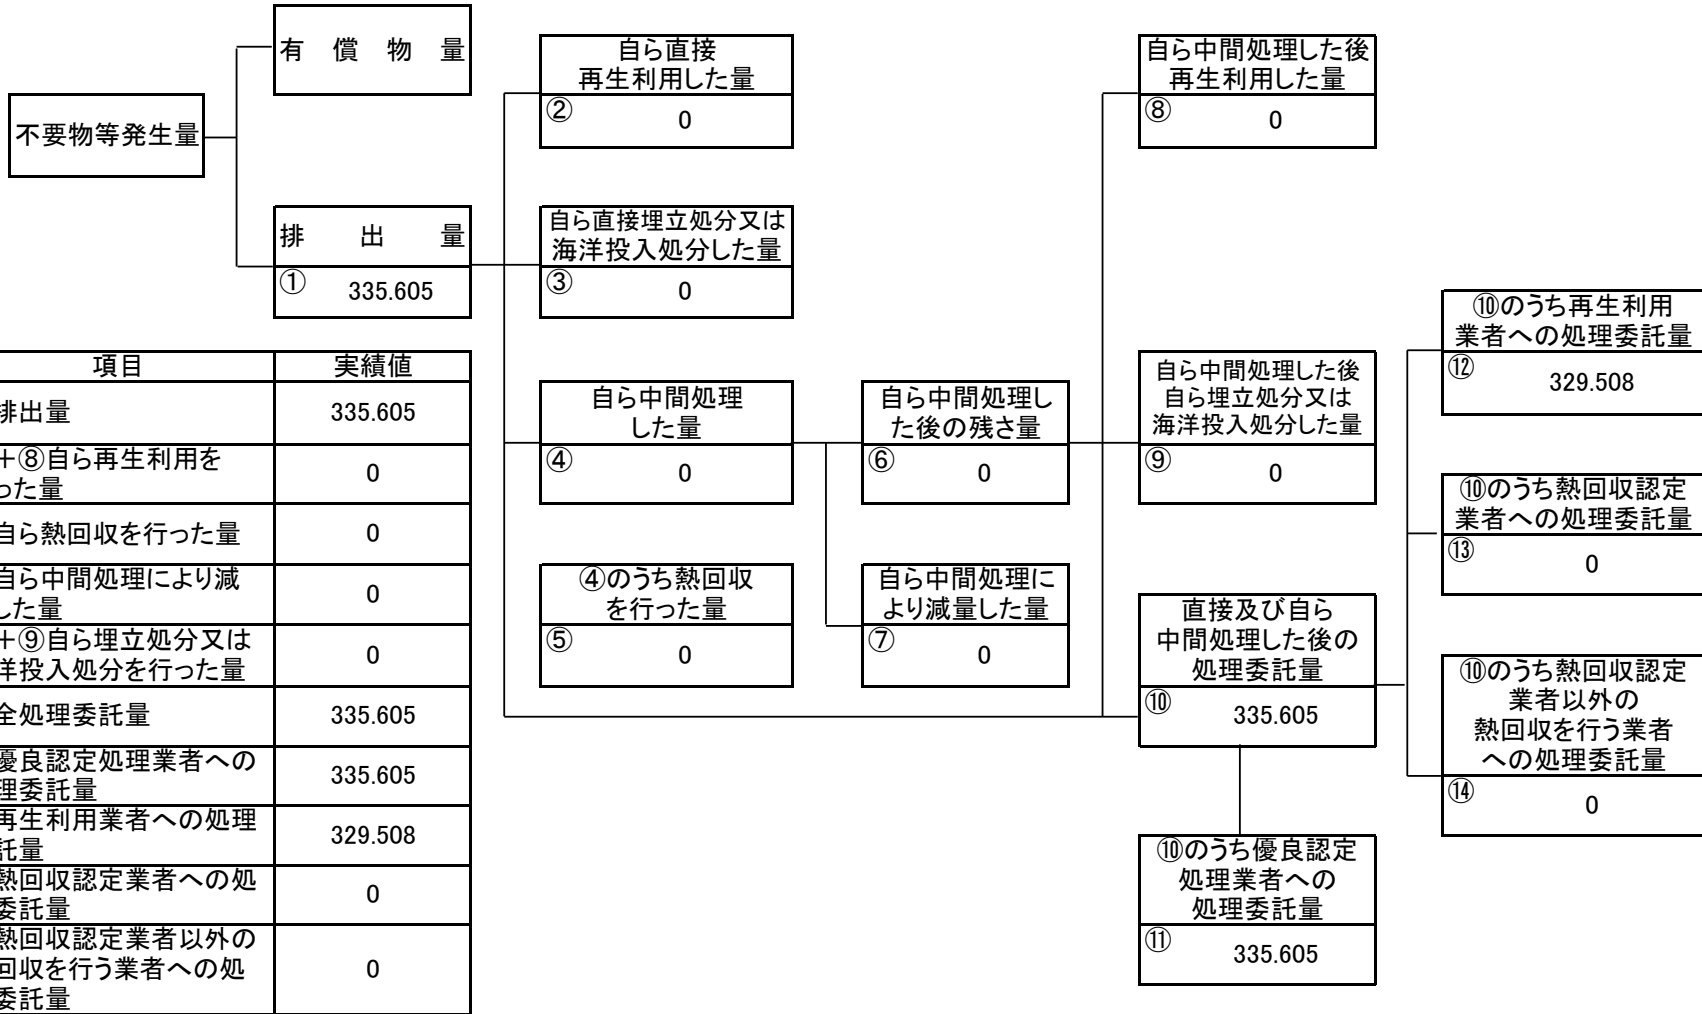 有　償　物　量
不要物等発生量
排　出　量
① 335.605
自ら直接
再生利用した量
② 0
自ら直接埋立処分又は
海洋投入処分した量
③ 0
自ら中間処理
した量
④ 0
④のうち熱回収
を行った量
⑤ 0
自ら中間処理し
た後の残さ量
⑥ 0
自ら中間処理に
より減量した量
⑦ 0
自ら中間処理した後
再生利用した量
⑧ 0
自ら中間処理した後
自ら埋立処分又は
海洋投入処分した量
⑨ 0
直接及び自ら
中間処理した後の
処理委託量
⑩ 335.605
⑩のうち優良認定
処理業者への
処理委託量
⑪ 335.605
⑩のうち再生利用
業者への処理委託量
⑫ 329.508
⑩のうち熱回収認定
業者への処理委託量
⑬ 0
⑩のうち熱回収認定
業者以外の
熱回収を行う業者
への処理委託量
⑭ 0
項目 実績値
排出量 335.605
＋⑧自ら再生利用を
った量 0
自ら熱回収を行った量 0
自ら中間処理により減
した量 0
＋⑨自ら埋立処分又は
洋投入処分を行った量 0
全処理委託量 335.605
優良認定処理業者への
理委託量 335.605
再生利用業者への処理
託量 329.508
熱回収認定業者への処
委託量 0
熱回収認定業者以外の
回収を行う業者への処
委託量 0